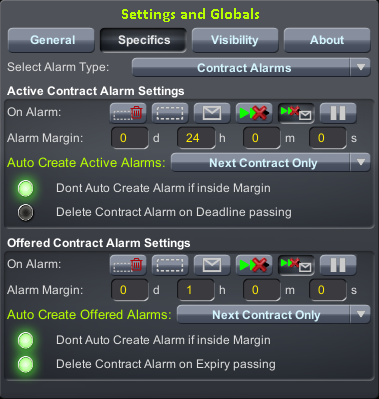 Settings and Globals
General Specifics Visibility About
Select Alarm Type: Contract Alarms
Active Contract Alarm Settings
On Alarm:
Alarm Margin: 0 d 24 h 0 m 0 s
Auto Create Active Alarms: Next Contract Only
Dont Auto Create Alarm if inside Margin
Delete Contract Alarm on Deadline passing
Offered Contract Alarm Settings
On Alarm:
Alarm Margin: 0 d 1 h 0 m 0 s
Auto Create Offered Alarms: Next Contract Only
Dont Auto Create Alarm if inside Margin
Delete Contract Alarm on Expiry passing